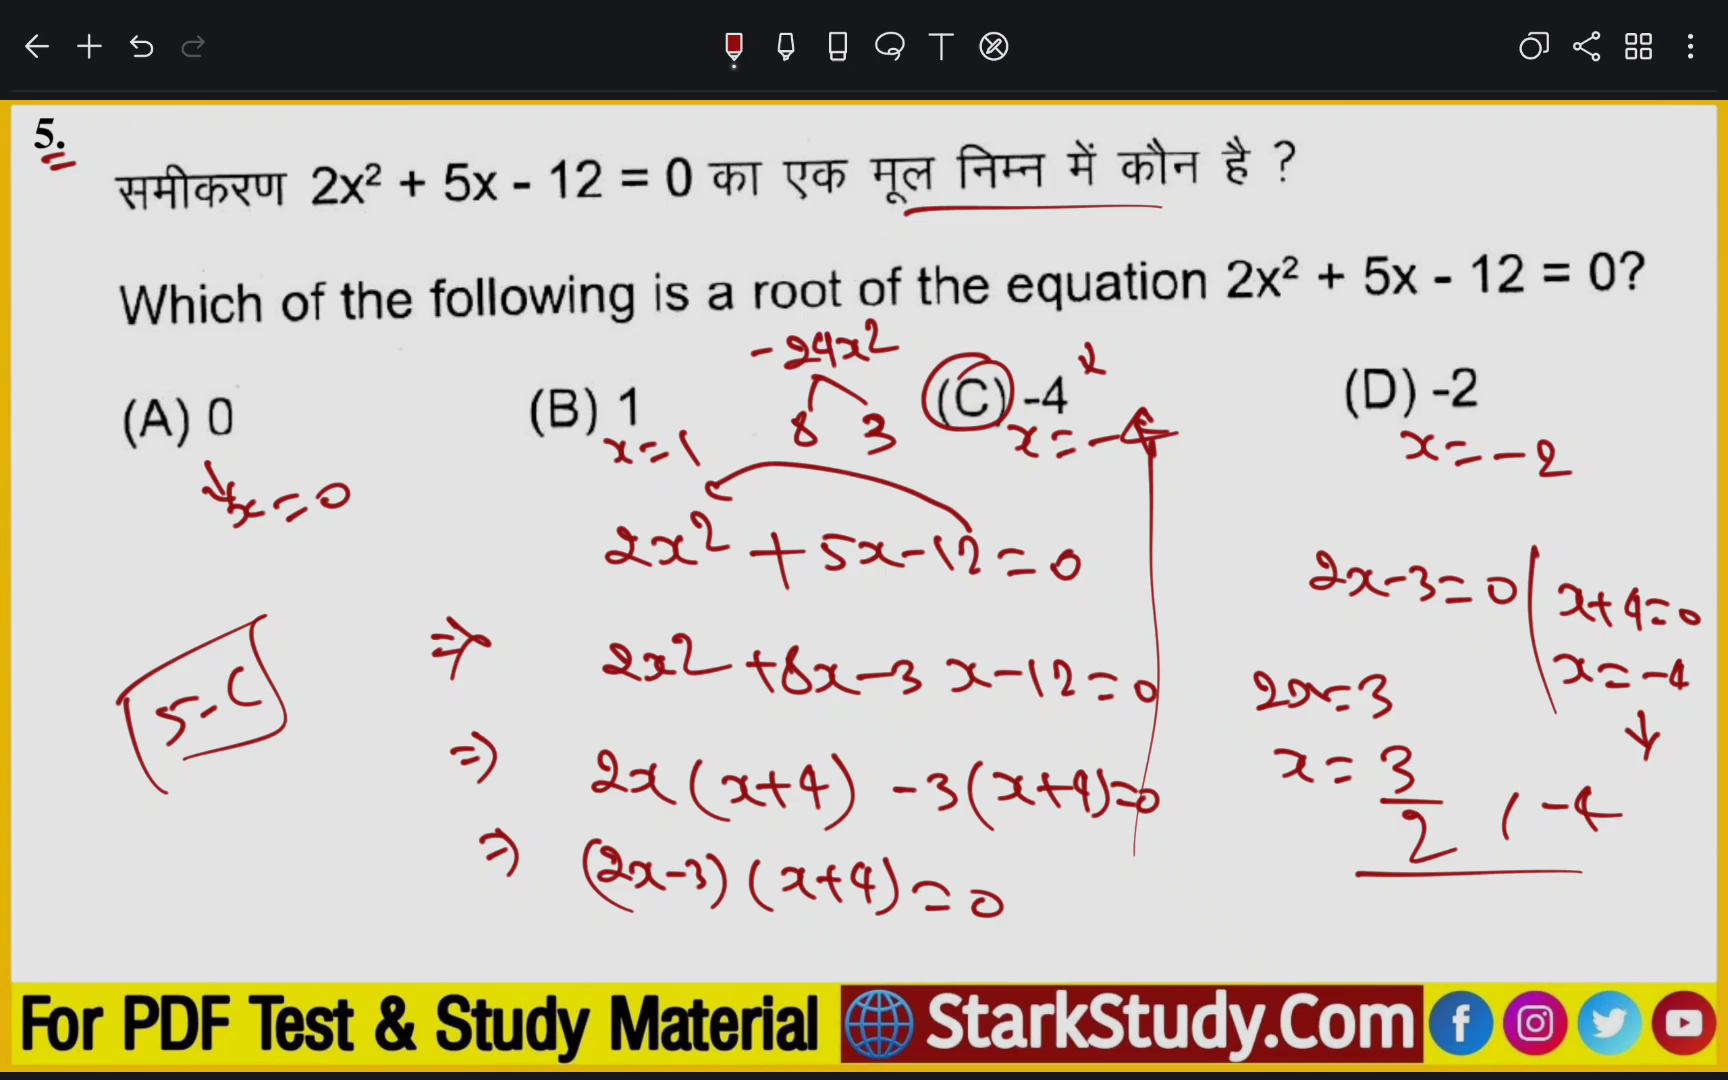 5.
समीकरण 2x² + 5x - 12 = 0 का एक मूल निम्न में कौन है ?
Which of the following is a root of the equation 2x² + 5x - 12 = 0?
-24x²
(A) 0 (B) 1 (C) -4 (D) -2
8 3
x=0 x=1 x=-4 x=-2
2x² + 5x-12=0
2x-3=0 | x+4=0
⇒ 2x² +8x-3x-12=0
2x=3 x=-4
5-C
⇒ 2x(x+4) -3(x+4)=0
x=3/2, -4
⇒ (2x-3)(x+4)=0
For PDF Test & Study Material StarkStudy.Com